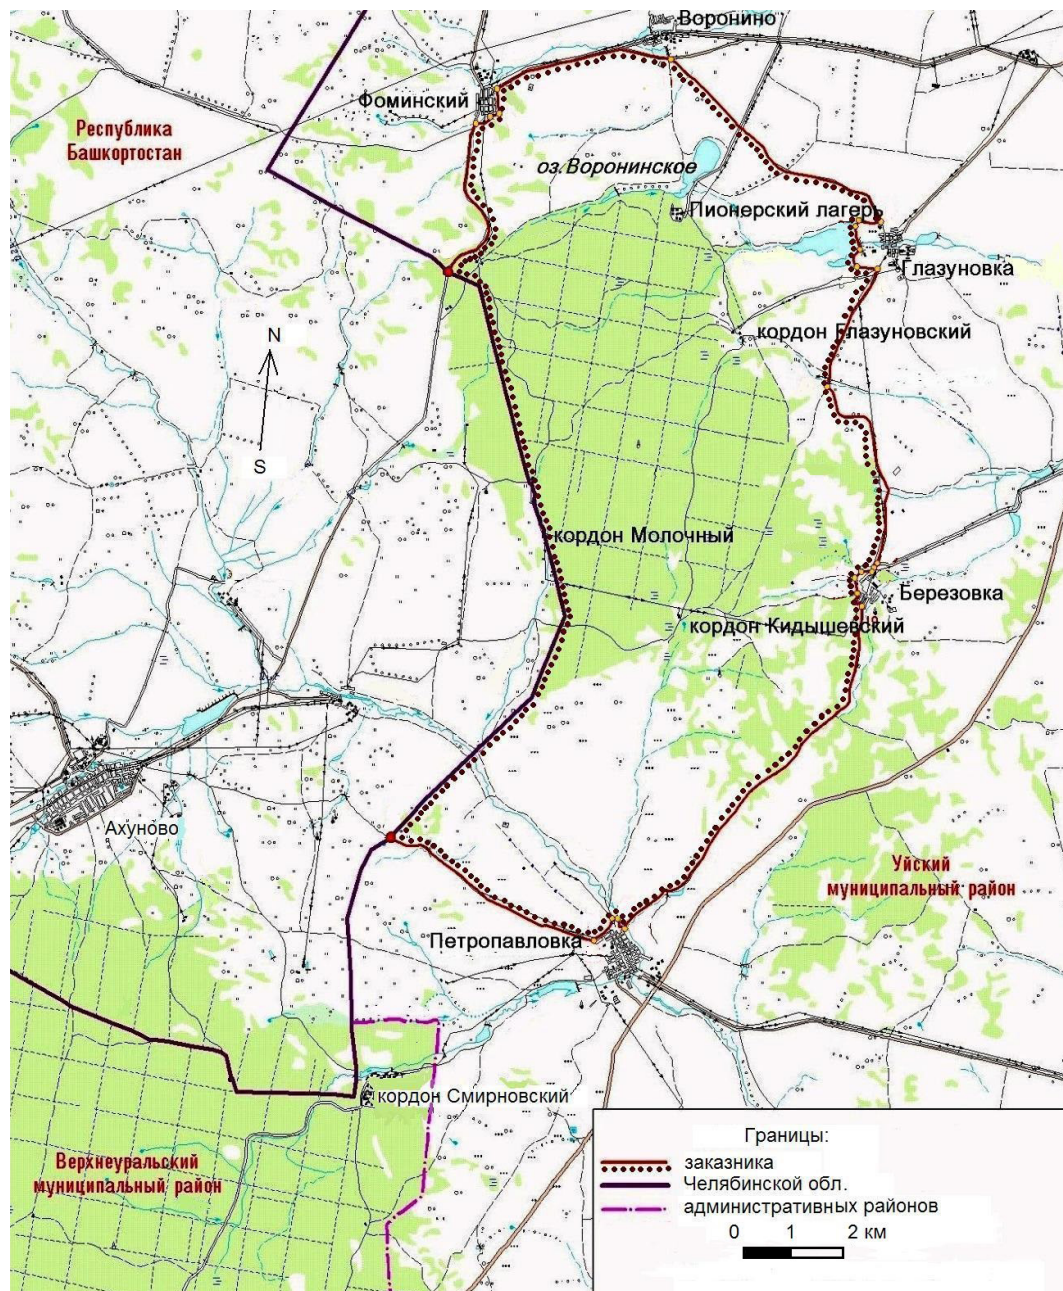 Воронино
Фоминский
Республика
Башкортостан
оз. Воронинское
Пионерский лагерь
Глазуновка
кордон Глазуновский
N
S
кордон Молочный
Березовка
кордон Кидышевский
Ахуново
Уйский
муниципальный район
Петропавловка
кордон Смирновский
Верхнеуральский
муниципальный район
Границы:
заказника
Челябинской обл.
административных районов
0 1 2 км